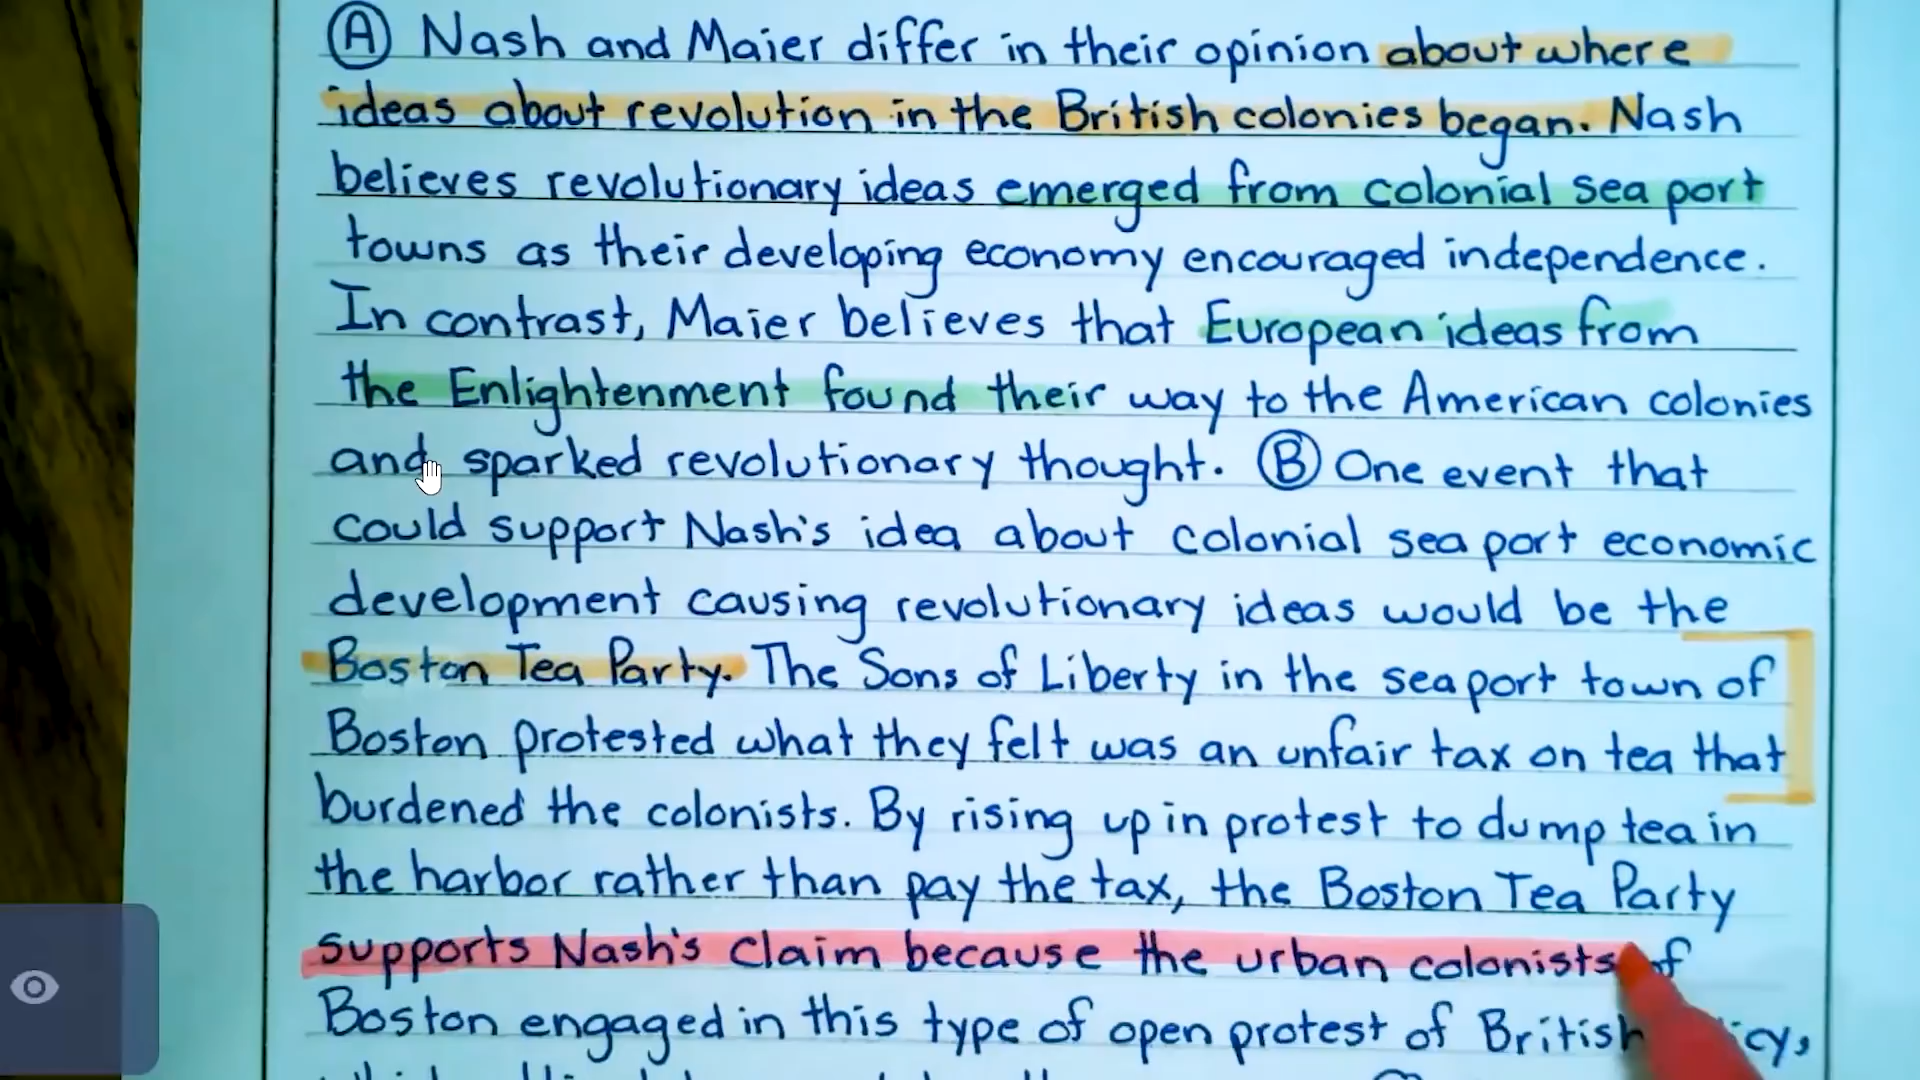 Ⓐ Nash and Maier differ in their opinion about where
ideas about revolution in the British colonies began. Nash
believes revolutionary ideas emerged from colonial sea port
towns as their developing economy encouraged independence.
In contrast, Maier believes that European ideas from
the Enlightenment found their way to the American colonies
and sparked revolutionary thought. Ⓑ One event that
could support Nash's idea about colonial sea port economic
development causing revolutionary ideas would be the
Boston Tea Party. The Sons of Liberty in the sea port town of
Boston protested what they felt was an unfair tax on tea that
burdened the colonists. By rising up in protest to dump tea in
the harbor rather than pay the tax, the Boston Tea Party
supports Nash's claim because the urban colonists of
Boston engaged in this type of open protest of British